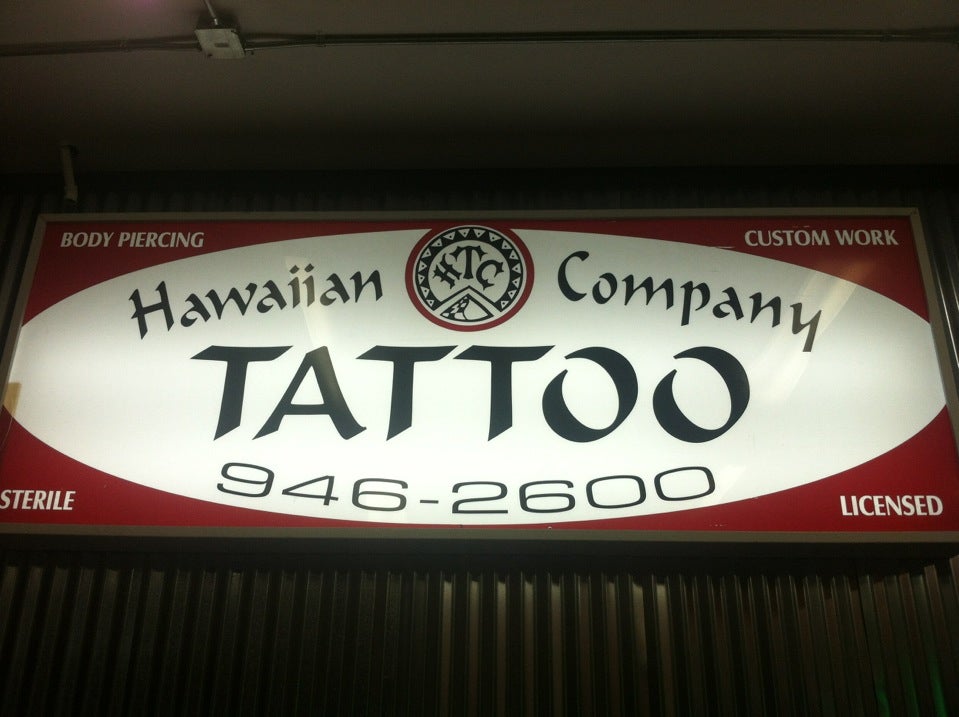 BODY PIERCING
CUSTOM WORK
Hawaiian HTC Company
TATTOO
946-2600
STERILE
LICENSED